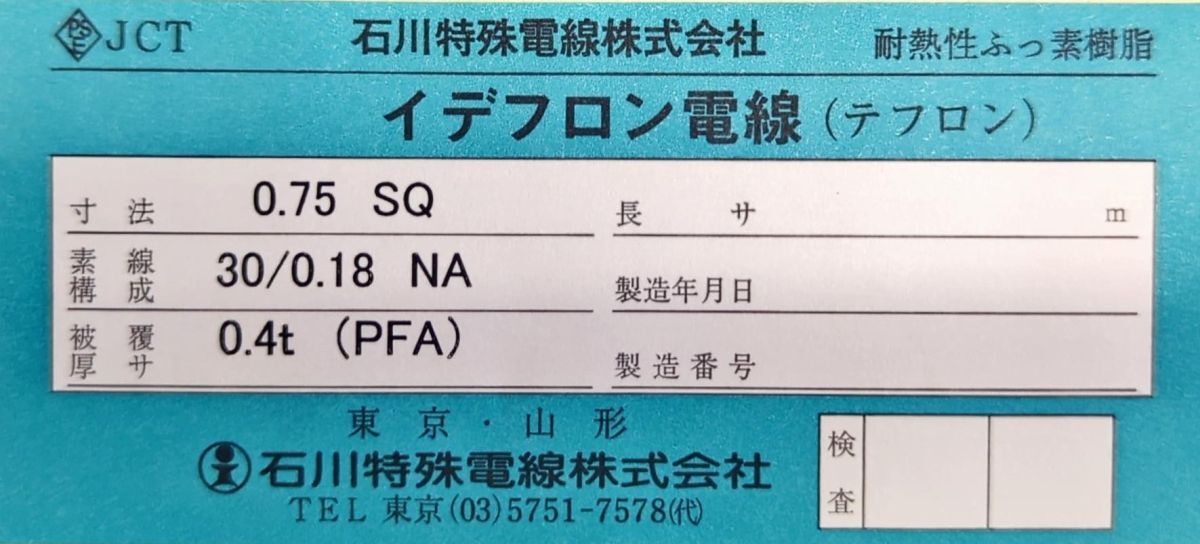 PSE JCT 石川特殊電線株式会社 耐熱性ふっ素樹脂
イデフロン電線(テフロン)
寸法 0.75 SQ 長サ m
素線構成 30/0.18 NA 製造年月日
被覆厚サ 0.4t (PFA) 製造番号
東京・山形
石川特殊電線株式会社
TEL 東京(03)5751-7578(代)
検査